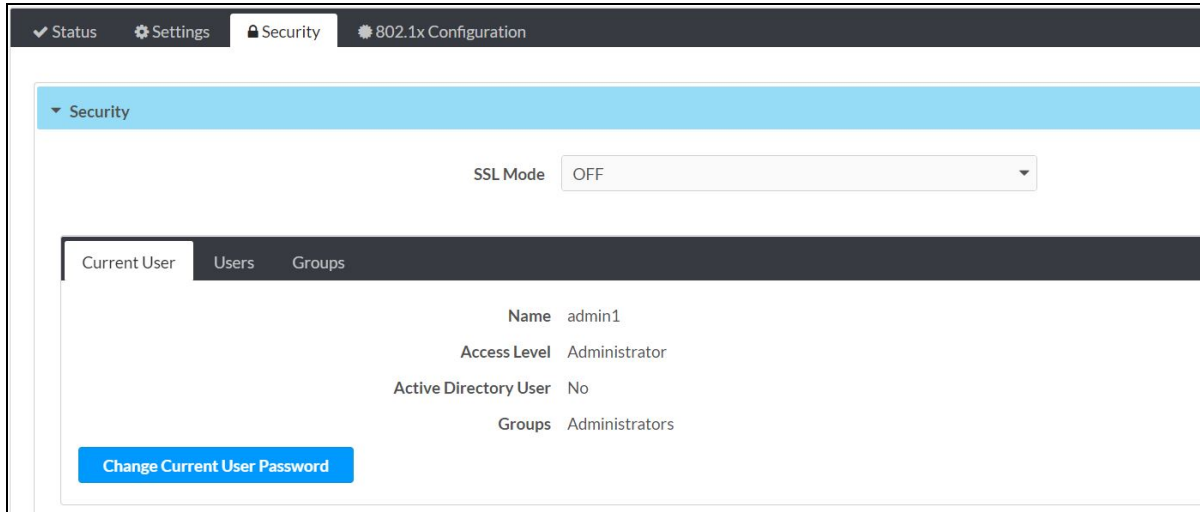 Status Settings Security 802.1x Configuration
Security
SSL Mode OFF
Current User Users Groups
Name admin1
Access Level Administrator
Active Directory User No
Groups Administrators
Change Current User Password